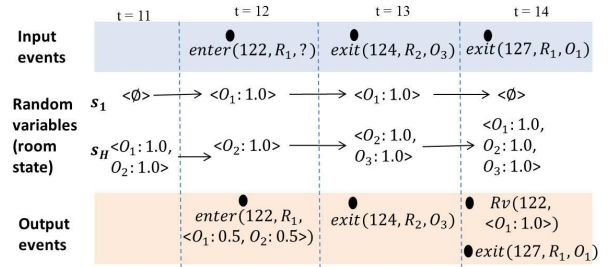 t = 11 t = 12 t = 13 t = 14
Input events
enter(122, R₁, ?) exit(124, R₂, O₃) exit(127, R₁, O₁)
Random variables (room state)
s₁ <Ø> <O₁: 1.0> <O₁: 1.0> <Ø>
s_H <O₁: 1.0, O₂: 1.0> <O₂: 1.0> <O₂: 1.0, O₃: 1.0> <O₁: 1.0, O₂: 1.0, O₃: 1.0>
Output events
enter(122, R₁, <O₁: 0.5, O₂: 0.5>) exit(124, R₂, O₃) Rv(122, <O₁: 1.0>)
exit(127, R₁, O₁)